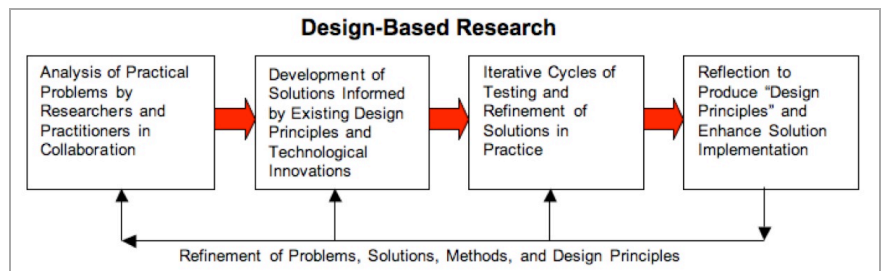 Design-Based Research
Analysis of Practical
Problems by
Researchers and
Practitioners in
Collaboration
Development of
Solutions Informed
by Existing Design
Principles and
Technological
Innovations
Iterative Cycles of
Testing and
Refinement of
Solutions in
Practice
Reflection to
Produce “Design
Principles” and
Enhance Solution
Implementation
Refinement of Problems, Solutions, Methods, and Design Principles